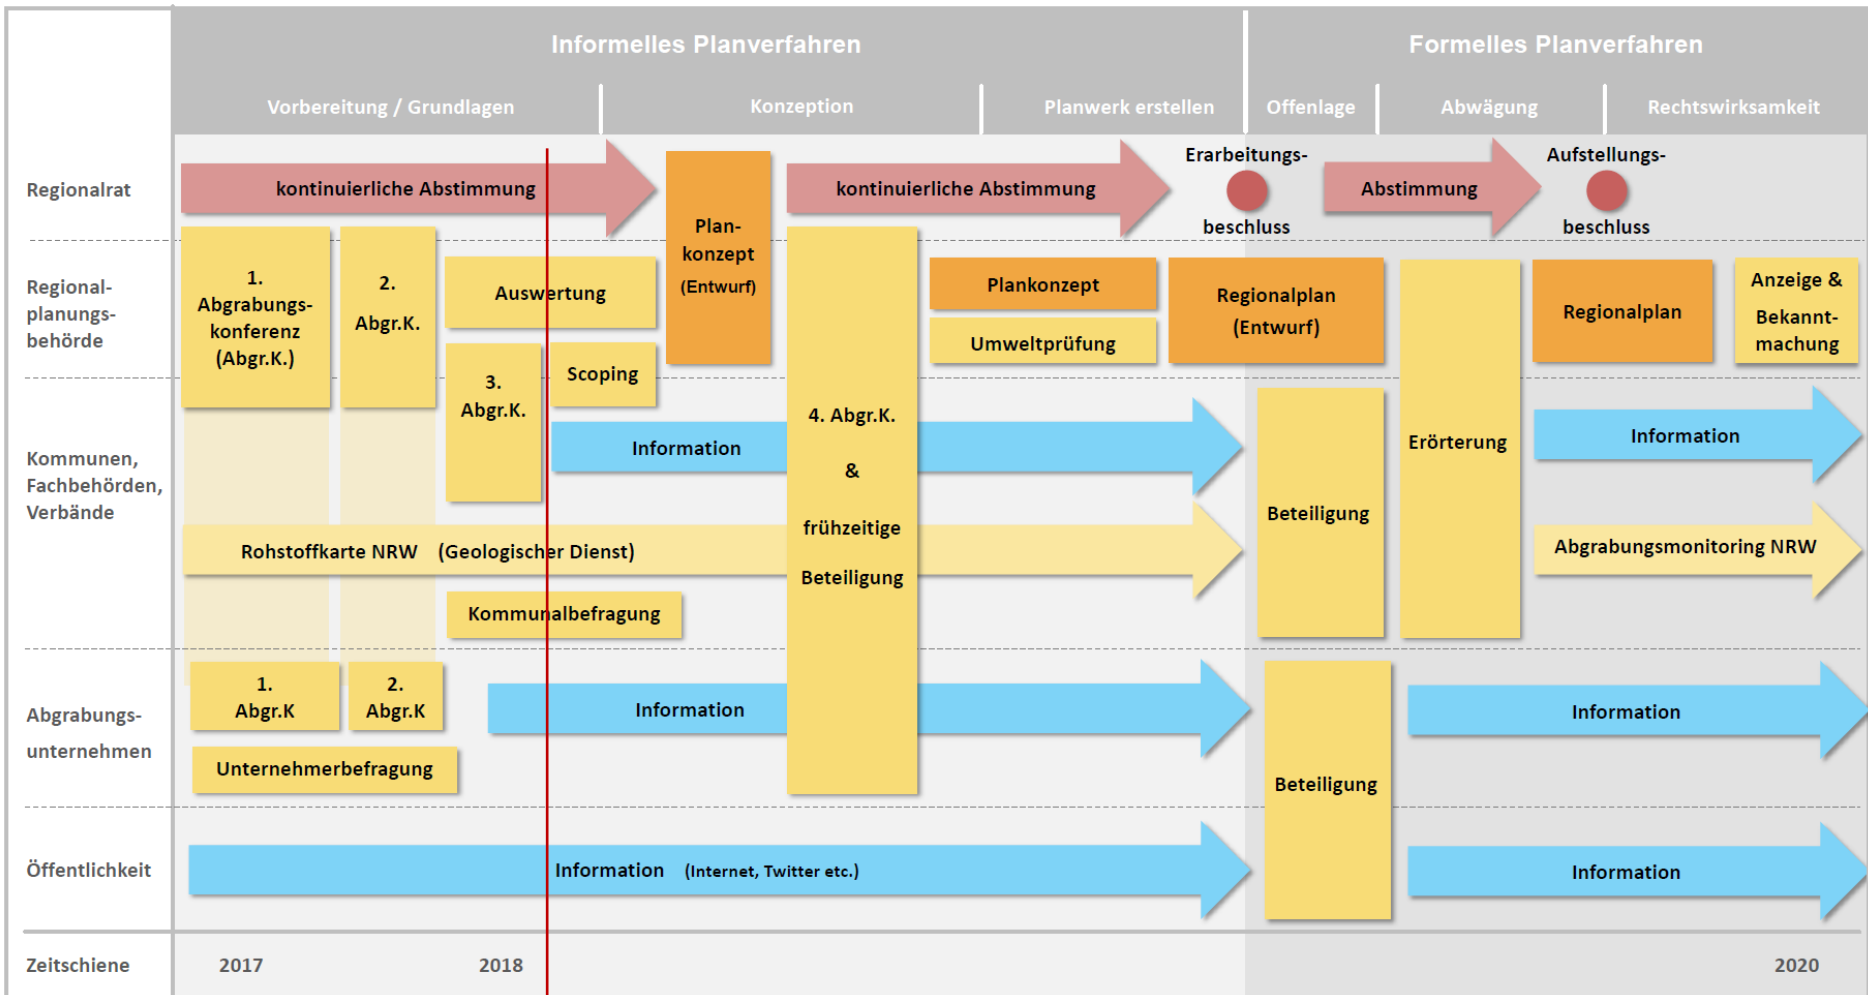 Informelles Planverfahren
Formelles Planverfahren
Vorbereitung / Grundlagen
Konzeption
Planwerk erstellen
Offenlage
Abwägung
Rechtswirksamkeit
Regionalrat
kontinuierliche Abstimmung
Plan-
konzept
(Entwurf)
kontinuierliche Abstimmung
Erarbeitungs-
beschluss
Abstimmung
Aufstellungs-
beschluss
Regional-
planungs-
behörde
1.
Abgrabungs-
konferenz
(Abgr.K.)
2.
Abgr.K.
Auswertung
3.
Abgr.K.
Scoping
4. Abgr.K.
&
frühzeitige
Beteiligung
Plankonzept
Umweltprüfung
Regionalplan
(Entwurf)
Erörterung
Regionalplan
Anzeige &
Bekannt-
machung
Kommunen,
Fachbehörden,
Verbände
Information
Beteiligung
Information
Rohstoffkarte NRW (Geologischer Dienst)
Abgrabungsmonitoring NRW
Kommunalbefragung
Abgrabungs-
unternehmen
1.
Abgr.K
2.
Abgr.K
Information
Beteiligung
Information
Unternehmerbefragung
Öffentlichkeit
Information (Internet, Twitter etc.)
Information
Zeitschiene
2017
2018
2020